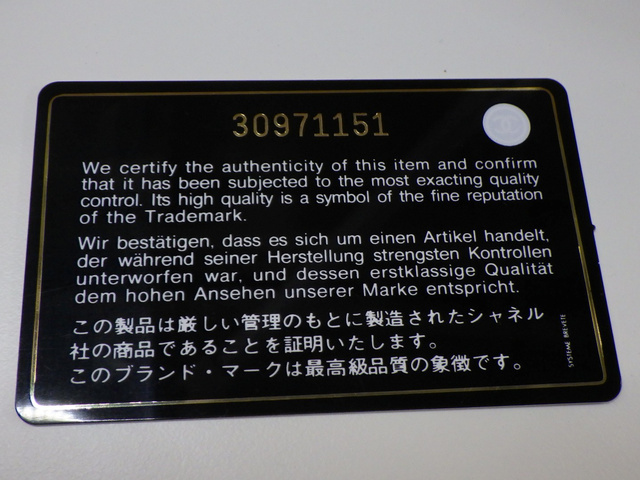 30971151
We certify the authenticity of this item and confirm
that it has been subjected to the most exacting quality
control. Its high quality is a symbol of the fine reputation
of the Trademark.
Wir bestätigen, dass es sich um einen Artikel handelt,
der während seiner Herstellung strengsten Kontrollen
unterworfen war, und dessen erstklassige Qualität
dem hohen Ansehen unserer Marke entspricht.
この製品は厳しい管理のもとに製造されたシャネル
社の商品であることを証明いたします。
このブランド・マークは最高級品質の象徴です。
SYSTEME BREVETE